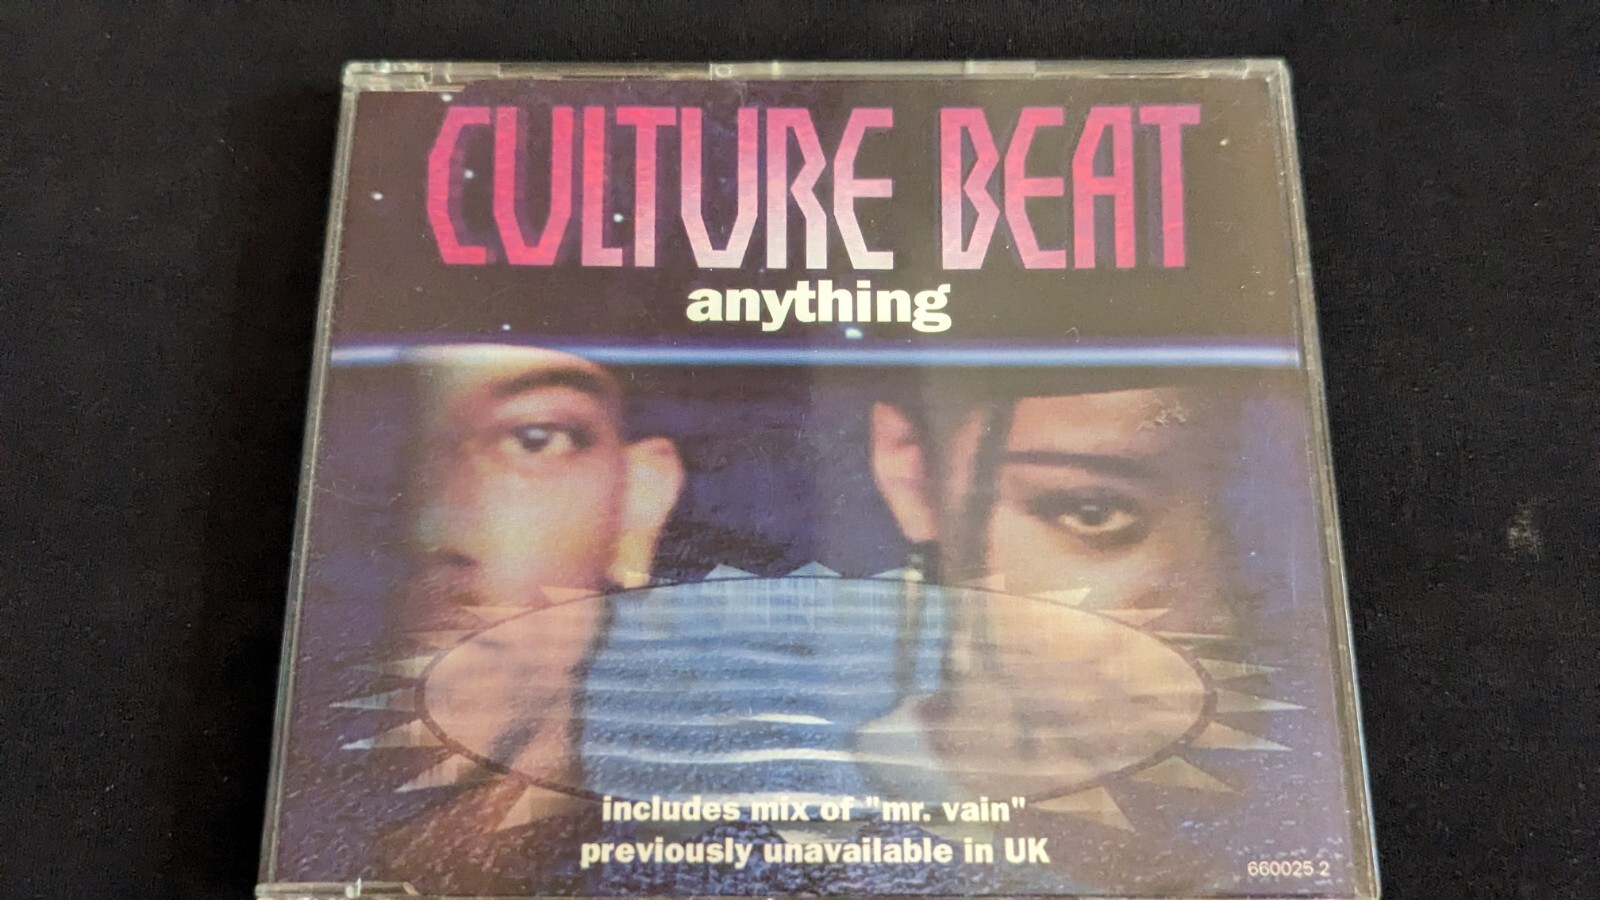 CULTURE BEAT
anything
includes mix of "mr. vain"
previously unavailable in UK
660025 2